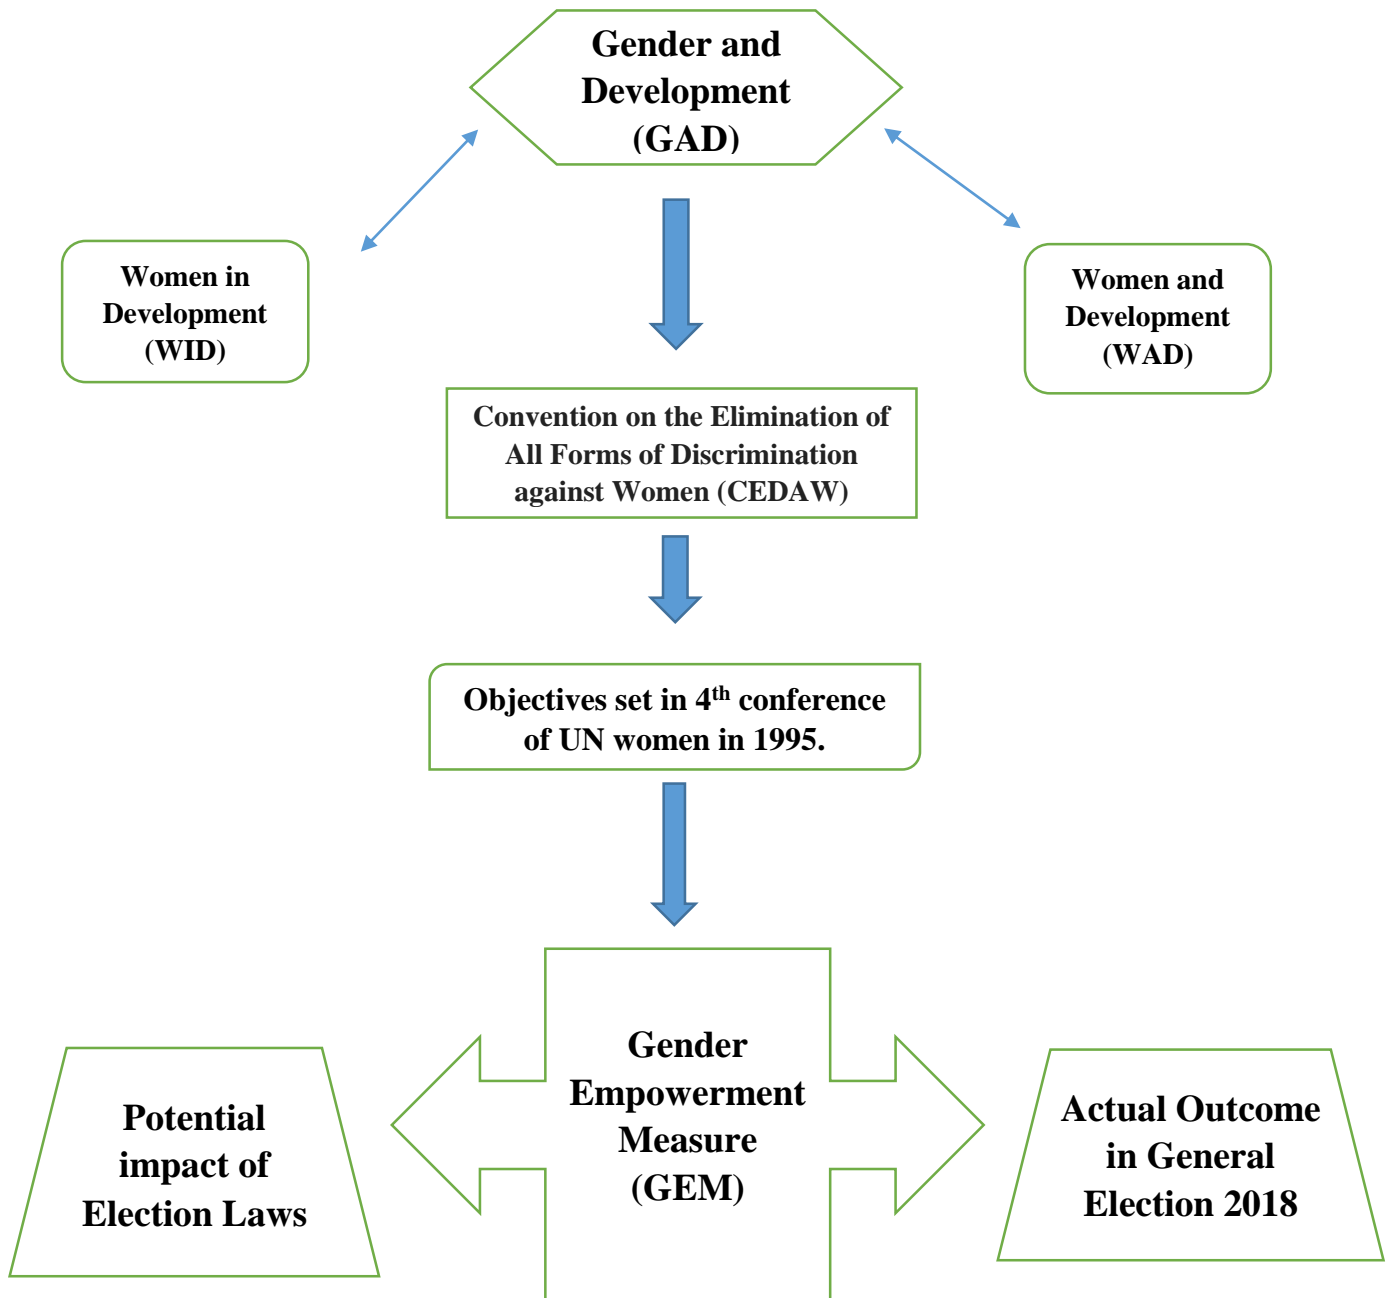 Gender and
Development
(GAD)
Women in
Development
(WID)
Women and
Development
(WAD)
Convention on the Elimination of
All Forms of Discrimination
against Women (CEDAW)
Objectives set in 4th conference
of UN women in 1995.
Gender
Empowerment
Measure
(GEM)
Potential
impact of
Election Laws
Actual Outcome
in General
Election 2018